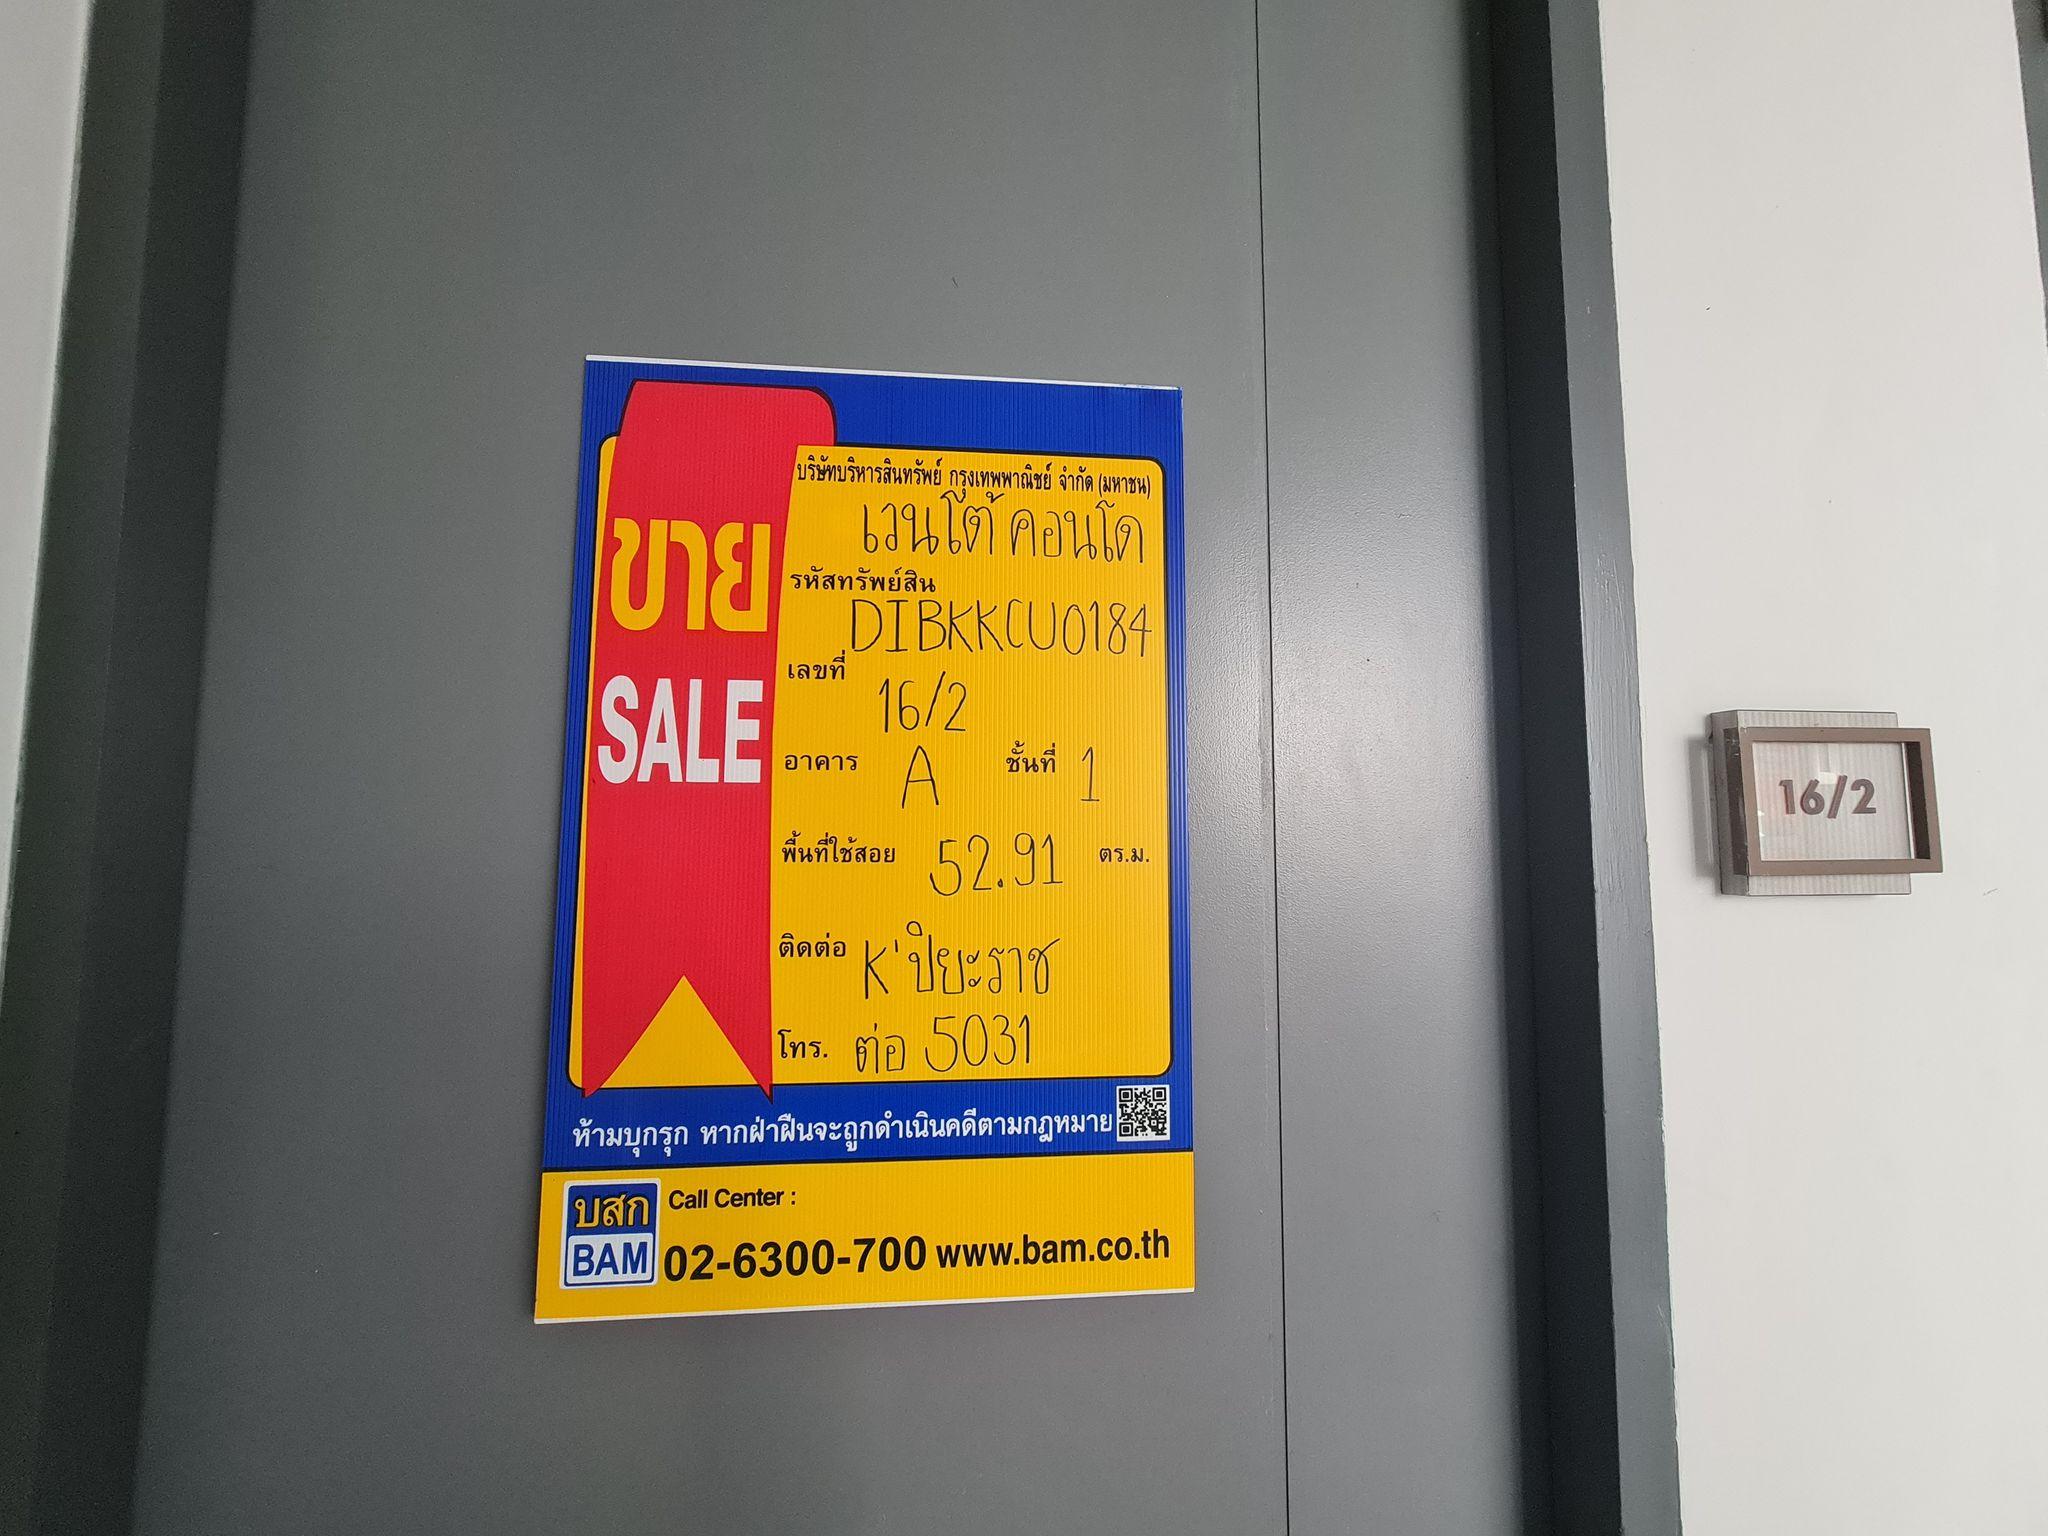 บริษัทบริหารสินทรัพย์ กรุงเทพพาณิชย์ จำกัด (มหาชน)
เวนโต้ คอนโด
ขาย
SALE
รหัสทรัพย์สิน
DIBKKCU0184
เลขที่
16/2
อาคาร A ชั้นที่ 1
พื้นที่ใช้สอย 52.91 ตร.ม.
ติดต่อ K'ปิยะราช
โทร. ต่อ 5031
ห้ามบุกรุก หากฝ่าฝืนจะถูกดำเนินคดีตามกฎหมาย
บสก
BAM
Call Center :
02-6300-700 www.bam.co.th
16/2